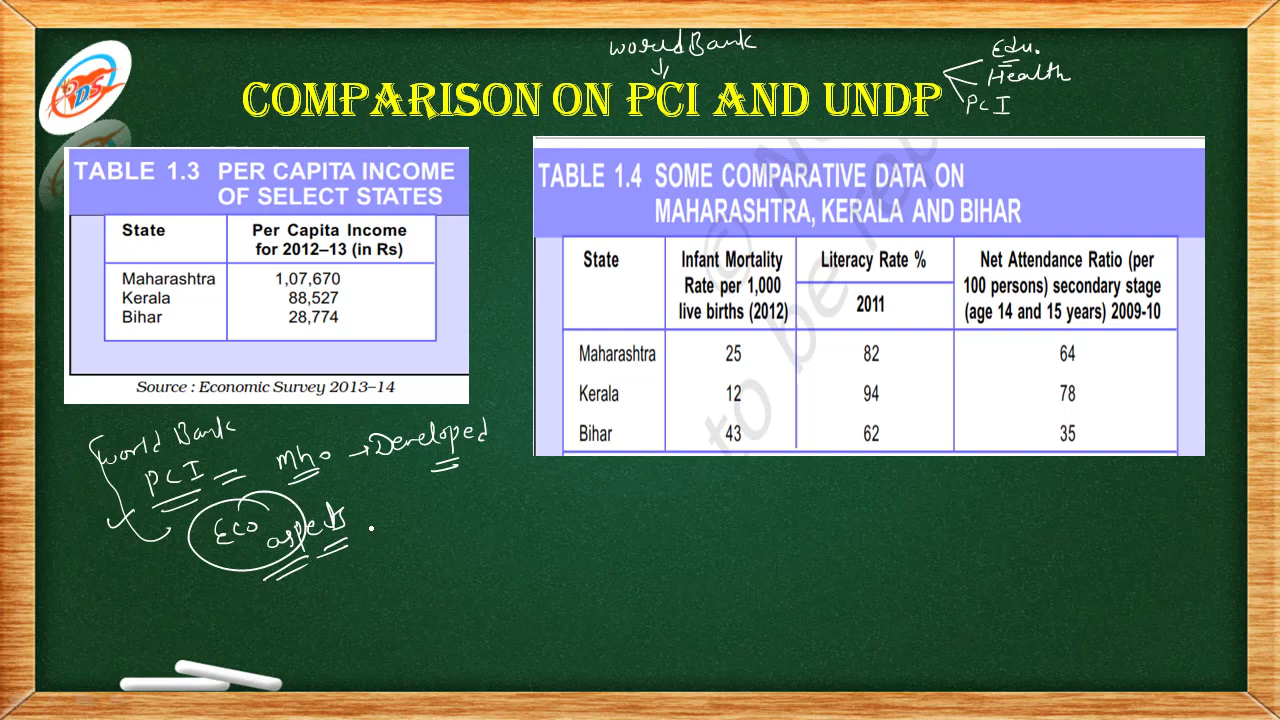 world Bank
Edu.
Health
PCI
COMPARISON ON PCI AND UNDP
PDS
TABLE 1.3 PER CAPITA INCOME
OF SELECT STATES
State Per Capita Income
for 2012–13 (in Rs)
Maharashtra 1,07,670
Kerala 88,527
Bihar 28,774
Source : Economic Survey 2013–14
TABLE 1.4 SOME COMPARATIVE DATA ON
MAHARASHTRA, KERALA AND BIHAR
State Infant Mortality Literacy Rate % Net Attendance Ratio (per
Rate per 1,000 100 persons) secondary stage
live births (2012) 2011 (age 14 and 15 years) 2009-10
Maharashtra 25 82 64
Kerala 12 94 78
Bihar 43 62 35
to be
World Bank
PCI
Mh. → Developed
Eco aspects